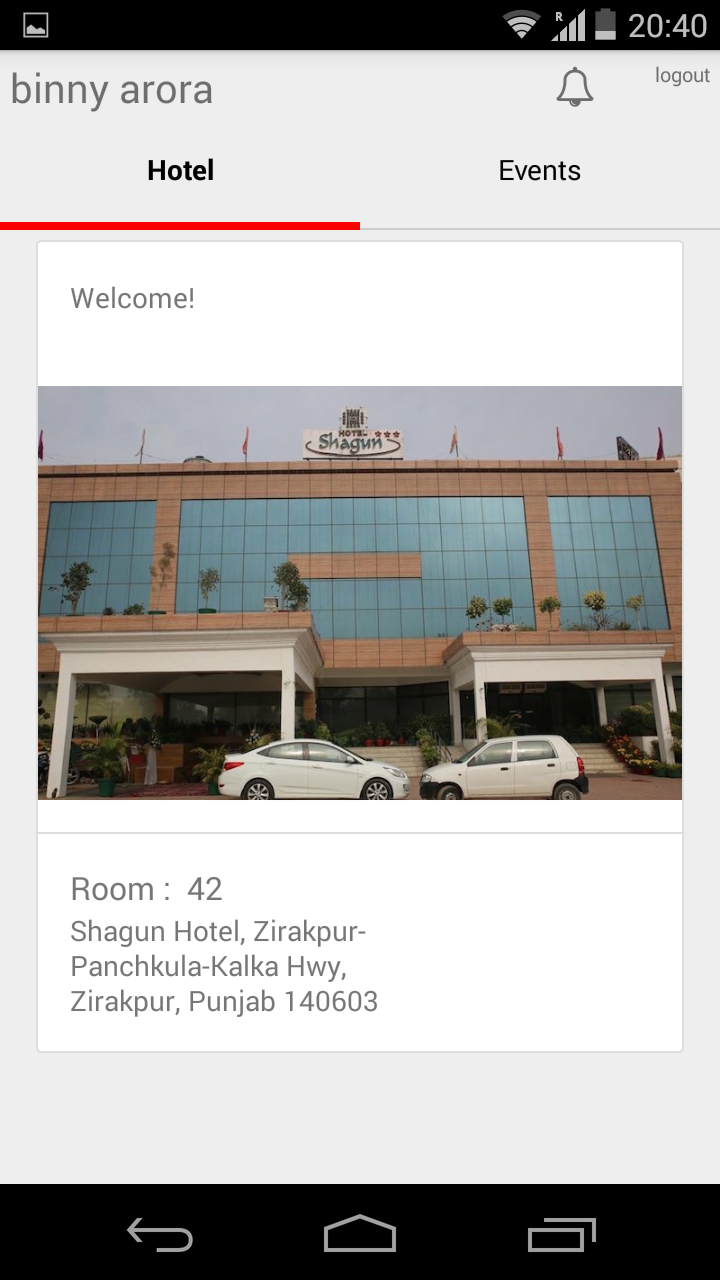 R 20:40
binny arora
logout
Hotel
Events
Welcome!
HOTEL
Shagun
Room : 42
Shagun Hotel, Zirakpur-
Panchkula-Kalka Hwy,
Zirakpur, Punjab 140603